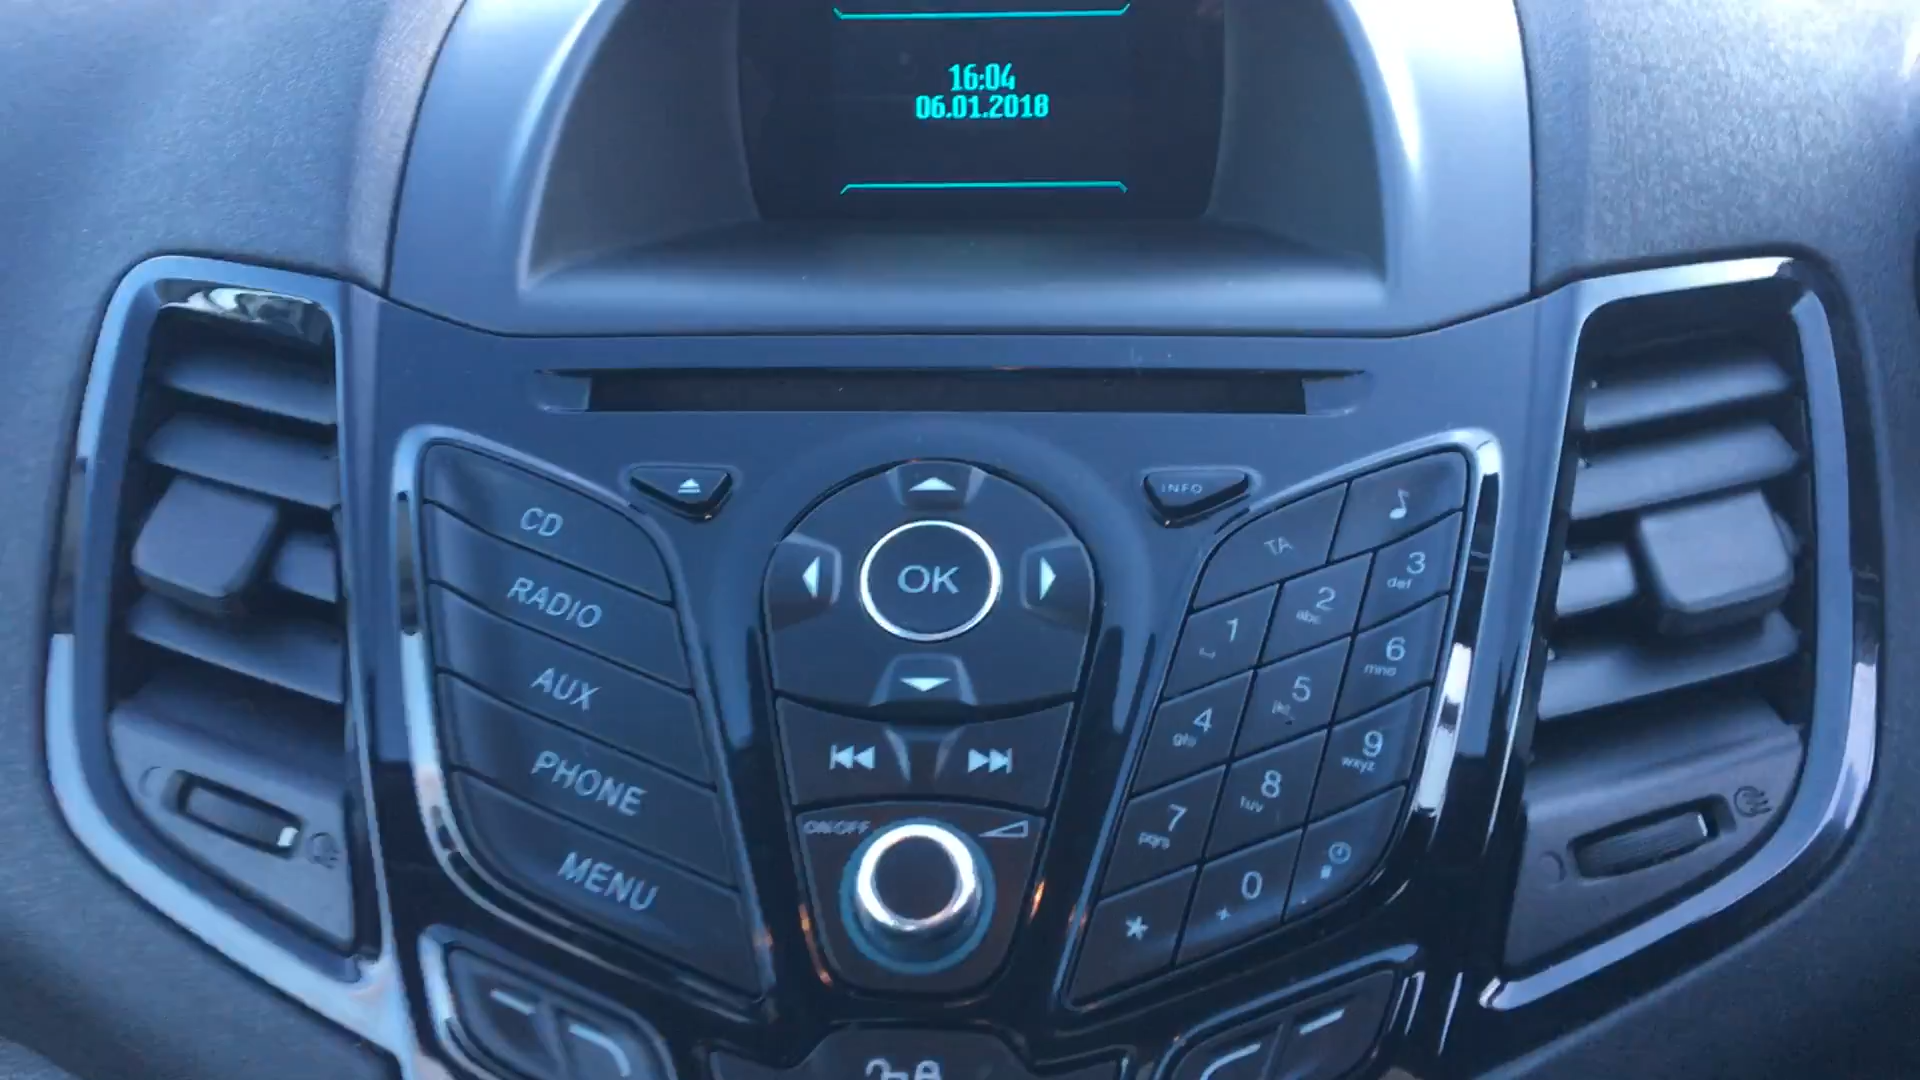 16:04
06.01.2018
CD
RADIO
AUX
PHONE
MENU
OK
ON/OFF
INFO
TA
1
2
abc
3
def
4
ghi
5
6
mno
7
pqrs
8
tuv
9
wxyz
*
0